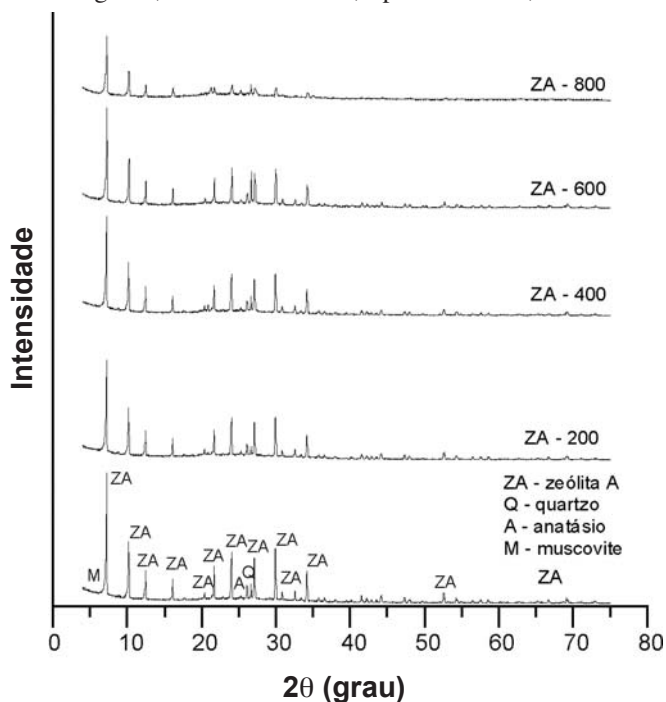 ZA - 800
ZA - 600
ZA - 400
ZA - 200
Intensidade
ZA - zeólita A
Q - quartzo
A - anatásio
M - muscovite
ZA
M
ZA
ZA
ZA
ZA
ZA
ZA
A
Q
ZA
ZA
ZA
ZA
ZA
ZA
0 10 20 30 40 50 60 70 80
2θ (grau)